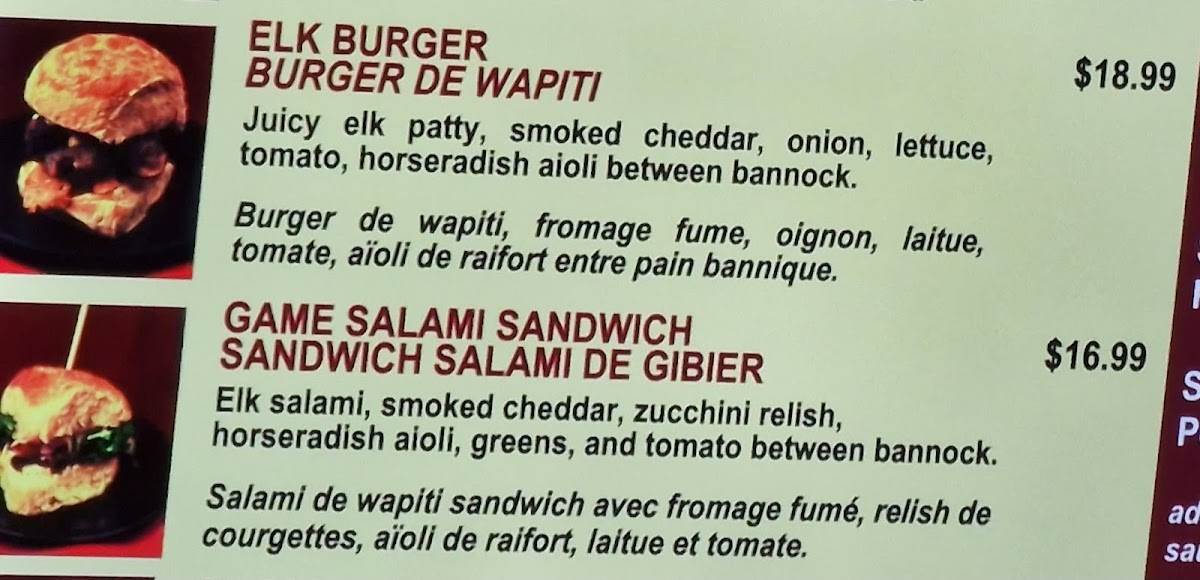 ELK BURGER
BURGER DE WAPITI
$18.99
Juicy elk patty, smoked cheddar, onion, lettuce,
tomato, horseradish aioli between bannock.
Burger de wapiti, fromage fume, oignon, laitue,
tomate, aïoli de raifort entre pain bannique.
GAME SALAMI SANDWICH
SANDWICH SALAMI DE GIBIER
$16.99
Elk salami, smoked cheddar, zucchini relish,
horseradish aioli, greens, and tomato between bannock.
Salami de wapiti sandwich avec fromage fumé, relish de
courgettes, aïoli de raifort, laitue et tomate.